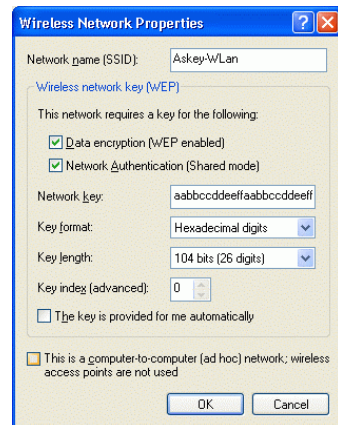 Wireless Network Properties
Network name (SSID): Askey-WLan
Wireless network key (WEP)
This network requires a key for the following:
Data encryption (WEP enabled)
Network Authentication (Shared mode)
Network key: aabbccddeeffaabbccddeeff
Key format: Hexadecimal digits
Key length: 104 bits (26 digits)
Key index (advanced): 0
The key is provided for me automatically
This is a computer-to-computer (ad hoc) network; wireless
access points are not used
OK Cancel